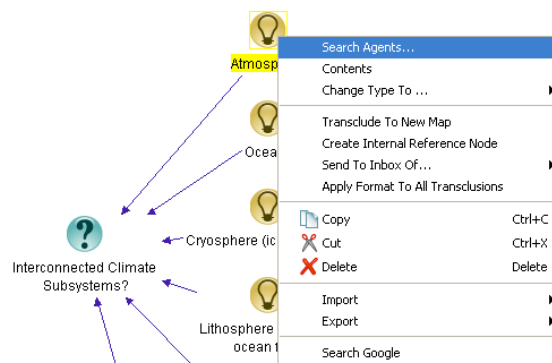 Atmosp
Ocea
Cryosphere (ic
Interconnected Climate
Subsystems?
Lithosphere
ocean
Search Agents...
Contents
Change Type To ...
Transclude To New Map
Create Internal Reference Node
Send To Inbox Of...
Apply Format To All Transclusions
Copy Ctrl+C
Cut Ctrl+X
Delete Delete
Import
Export
Search Google